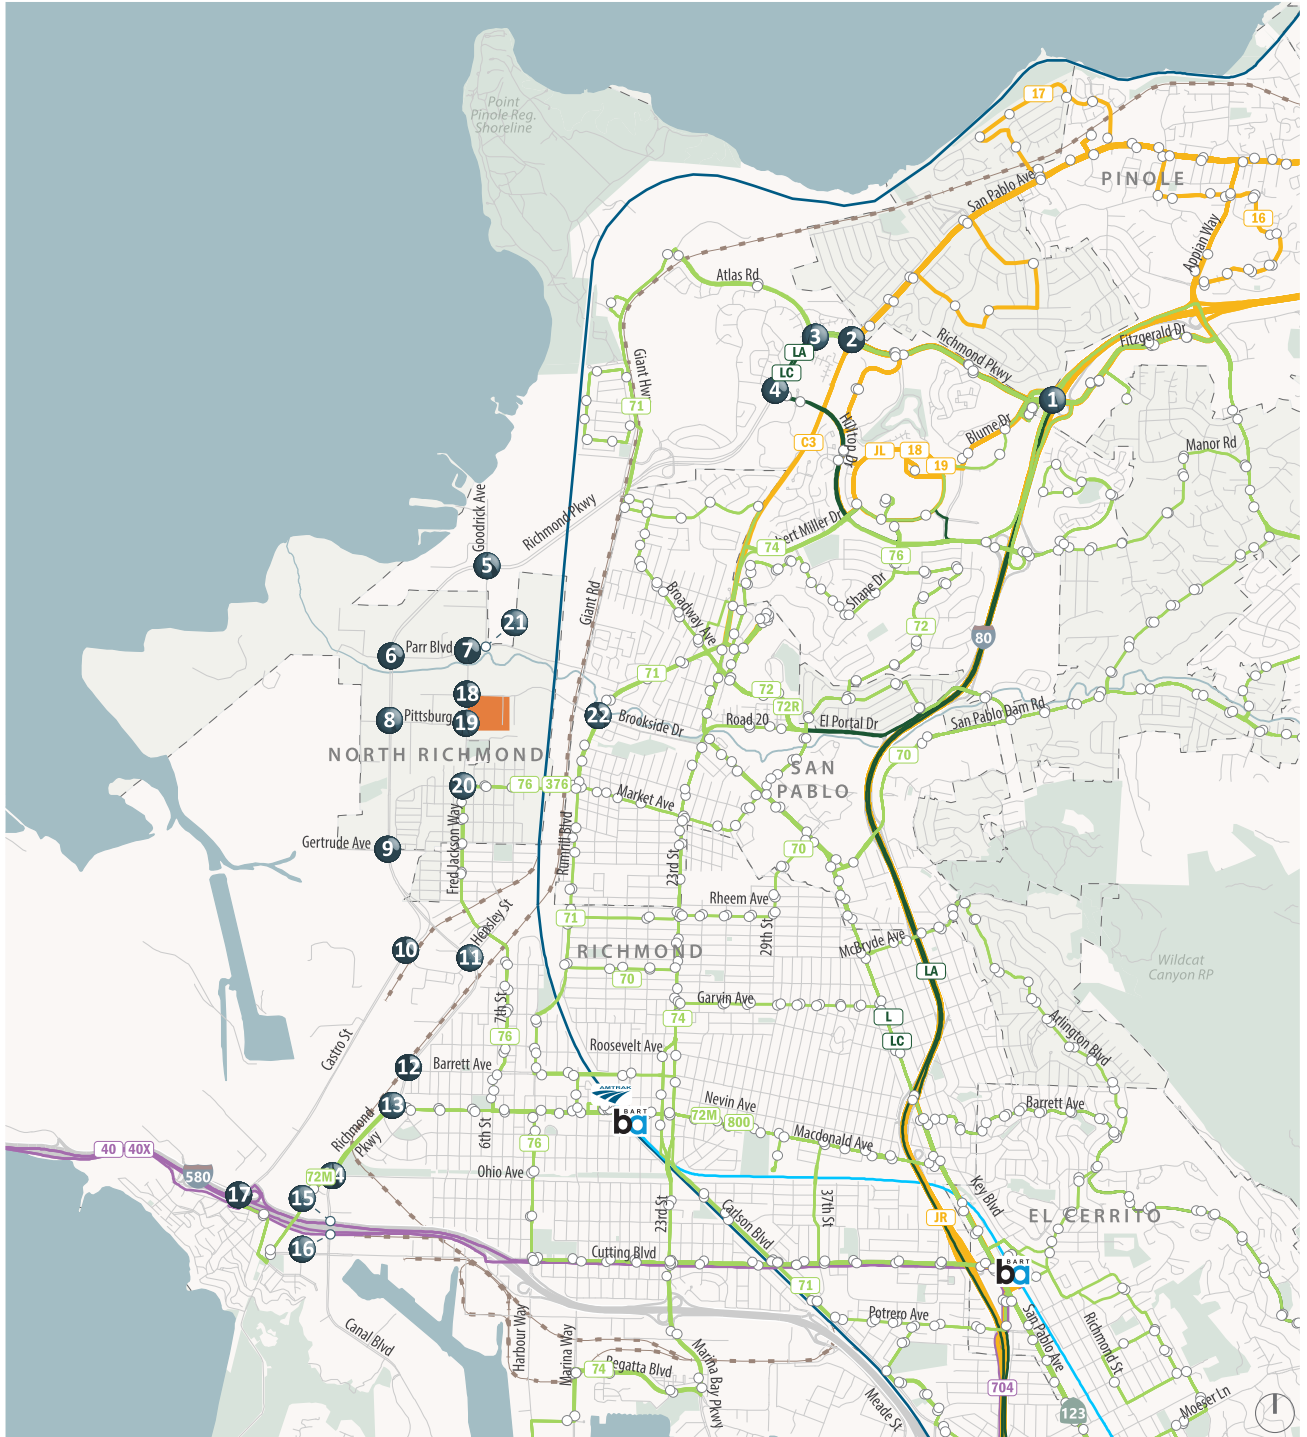 Point
Pinole Reg.
Shoreline
17
PINOLE
San Pablo Ave
16
Appian Way
Atlas Rd
3
2
LA
LC
4
Richmond Pkwy
Fitzgerald Dr
1
Giant Hwy
71
Hilltop Dr
C3
JL
18
19
Blume Dr
Manor Rd
Goodrick Ave
Richmond Pkwy
5
bert Miller Dr
74
76
Shane Dr
Giant Rd
Broadway Ave
21
72
80
6
Parr Blvd
7
71
18
72
72R
8
Pittsburg
19
22
Brookside Dr
Road 20
El Portal Dr
San Pablo Dam Rd
NORTH RICHMOND
70
SAN
PABLO
20
76
376
Market Ave
Gertrude Ave
9
Fred Jackson Way
Rumrill Blvd
23rd St
70
Rheem Ave
71
29th St
McBryde Ave
10
Hensley St
11
RICHMOND
70
LA
Wildcat
Canyon RP
7th St
Garvin Ave
74
L
LC
Arlington Blvd
Castro St
76
Roosevelt Ave
12
Barrett Ave
AMTRAK
BART
ba
13
Nevin Ave
72M
800
Barrett Ave
Richmond
Pkwy
6th St
76
Macdonald Ave
40
40X
580
72M
4
Ohio Ave
17
15
23rd St
Carlson Blvd
37th St
Key Blvd
JR
EL CERRITO
16
Cutting Blvd
BART
ba
71
Canal Blvd
Harbour Way
Marina Way
Potrero Ave
San Pablo Ave
Richmond St
74
Regatta Blvd
Marina Bay Pkwy
Meade St
704
123
Moeser Ln